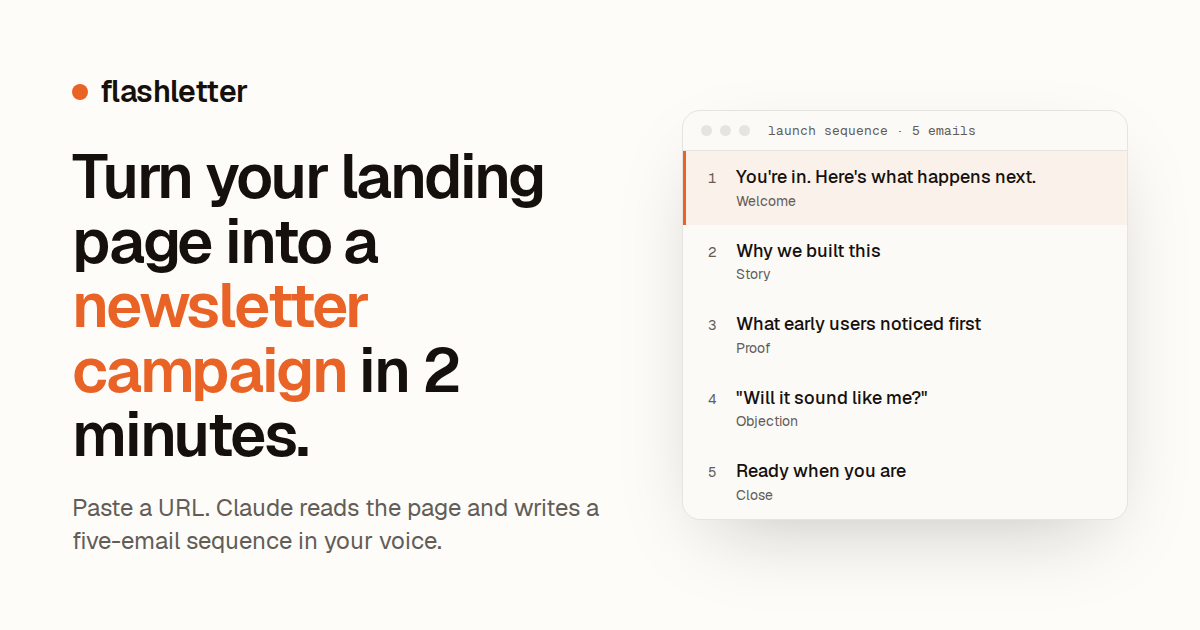 flashletter
Turn your landing
page into a
newsletter
campaign in 2
minutes.
Paste a URL. Claude reads the page and writes a
five-email sequence in your voice.
launch sequence · 5 emails
1 You're in. Here's what happens next.
Welcome
2 Why we built this
Story
3 What early users noticed first
Proof
4 "Will it sound like me?"
Objection
5 Ready when you are
Close